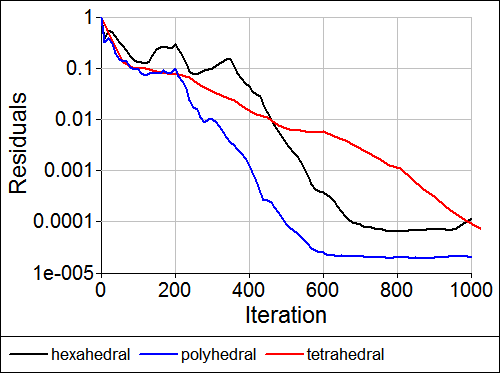 1
0.1
0.01
0.001
0.0001
1e-005
Residuals
0 200 400 600 800 1000
Iteration
hexahedral polyhedral tetrahedral